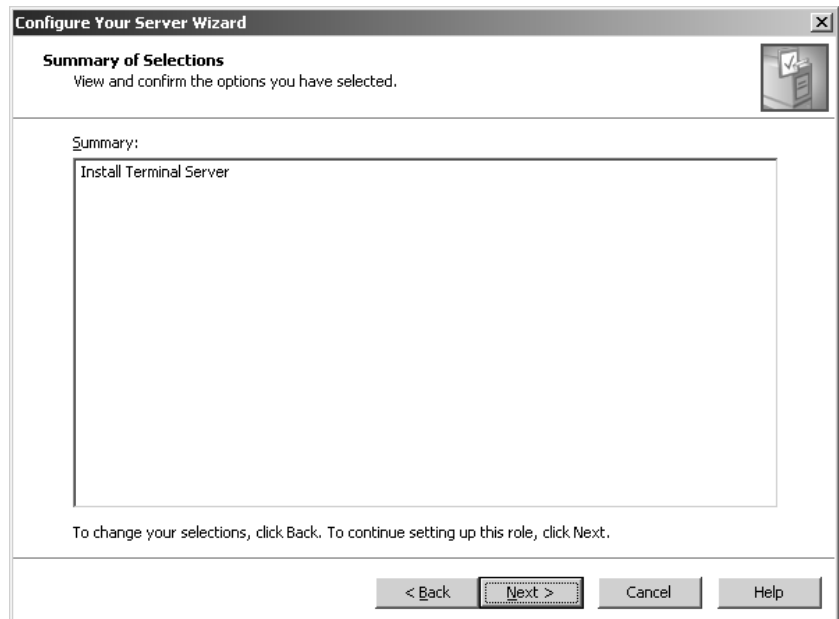 Configure Your Server Wizard
Summary of Selections
View and confirm the options you have selected.
Summary:
Install Terminal Server
To change your selections, click Back. To continue setting up this role, click Next.
< Back Next > Cancel Help